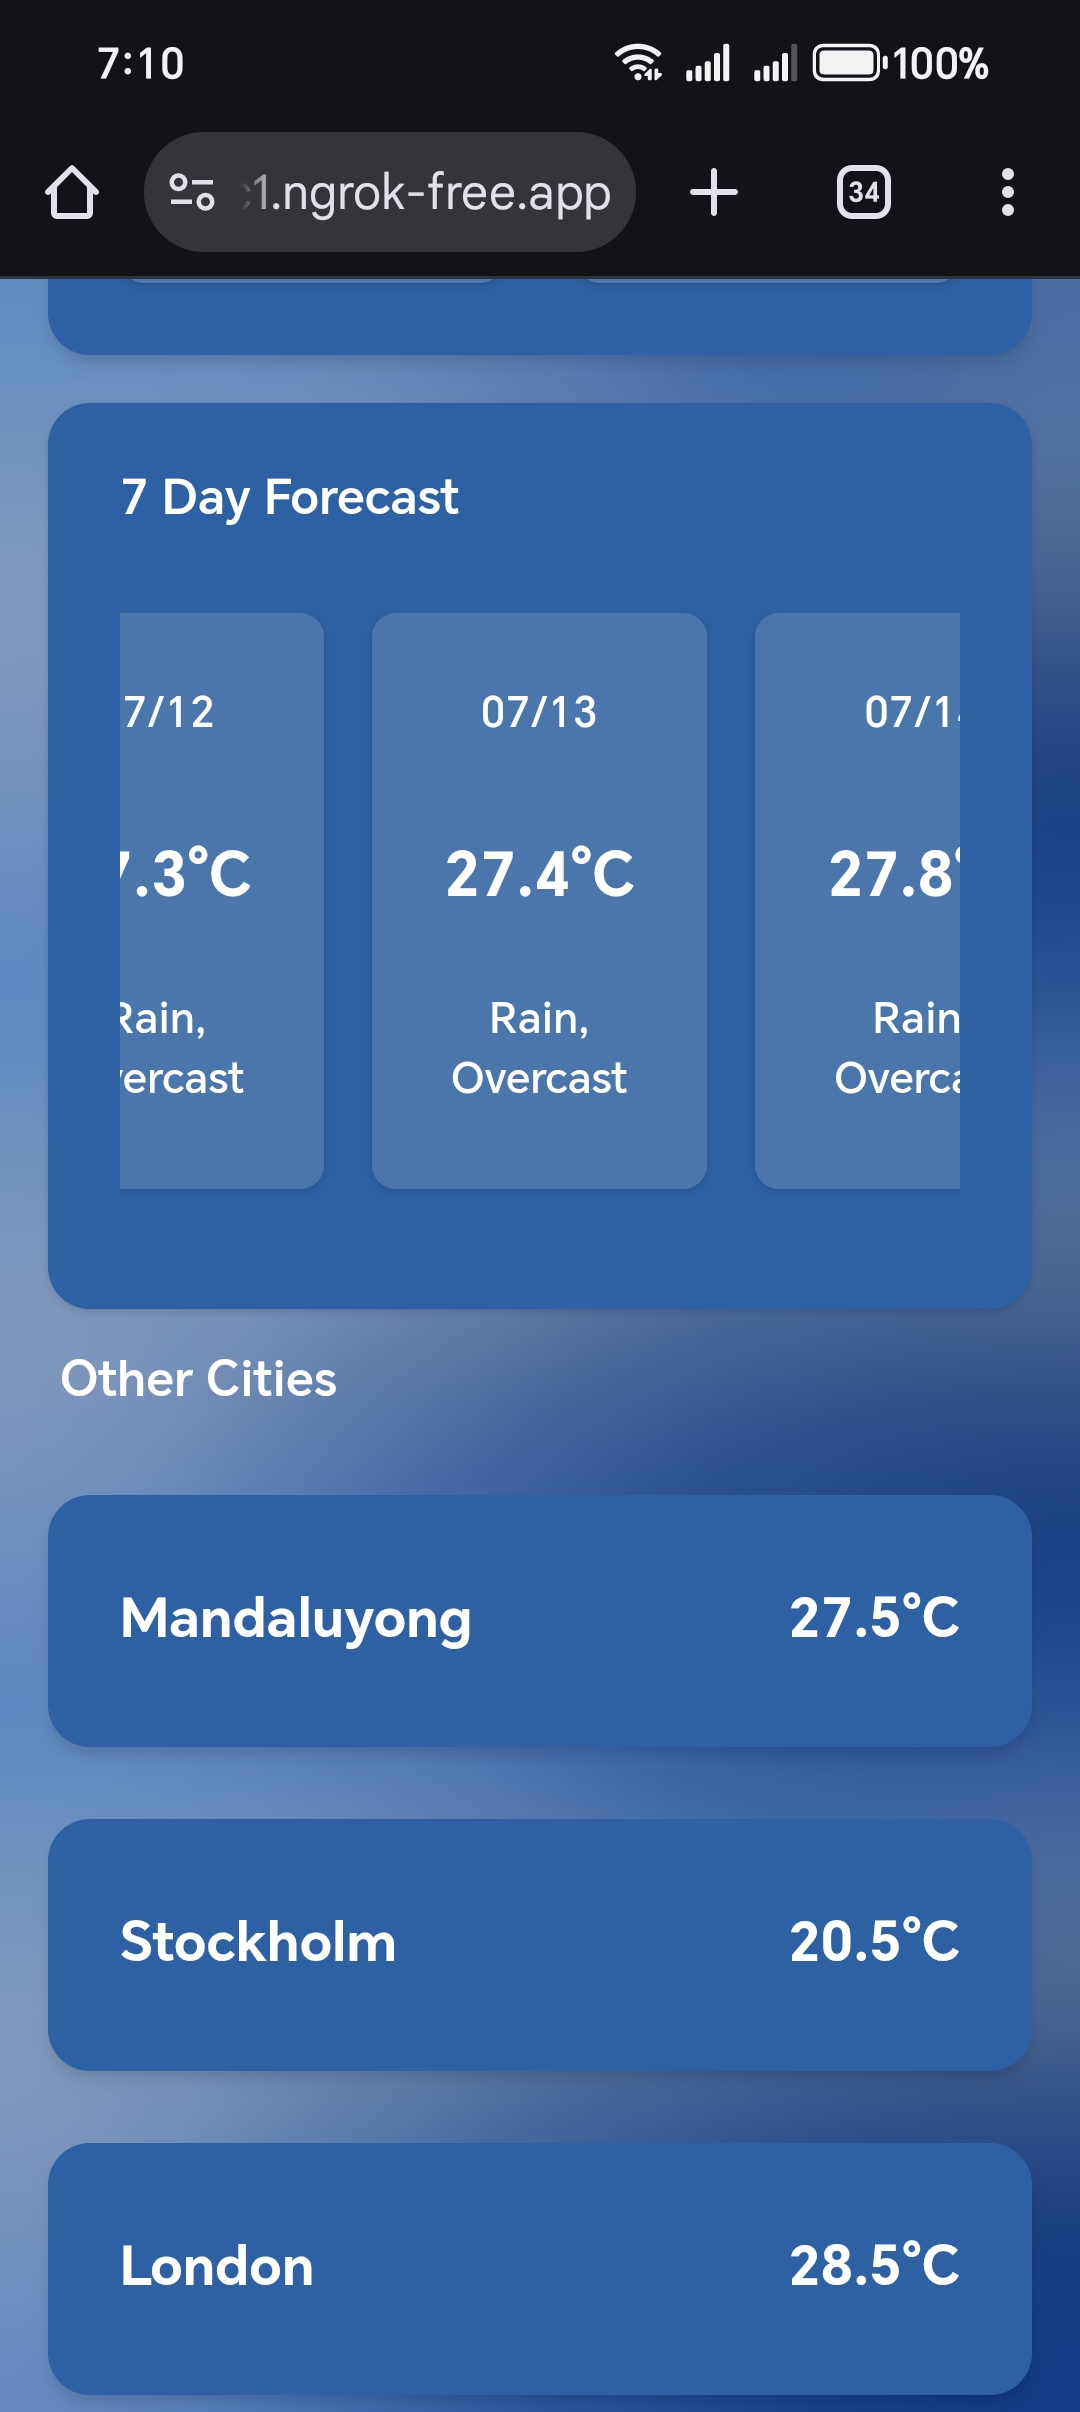 7:10
100%
1.ngrok-free.app
34
7 Day Forecast
7/12
07/13
07/1
.3°C
27.4°C
27.8°
Rain,
Rain,
Rain
vercast
Overcast
Overca
Other Cities
Mandaluyong
27.5°C
Stockholm
20.5°C
London
28.5°C